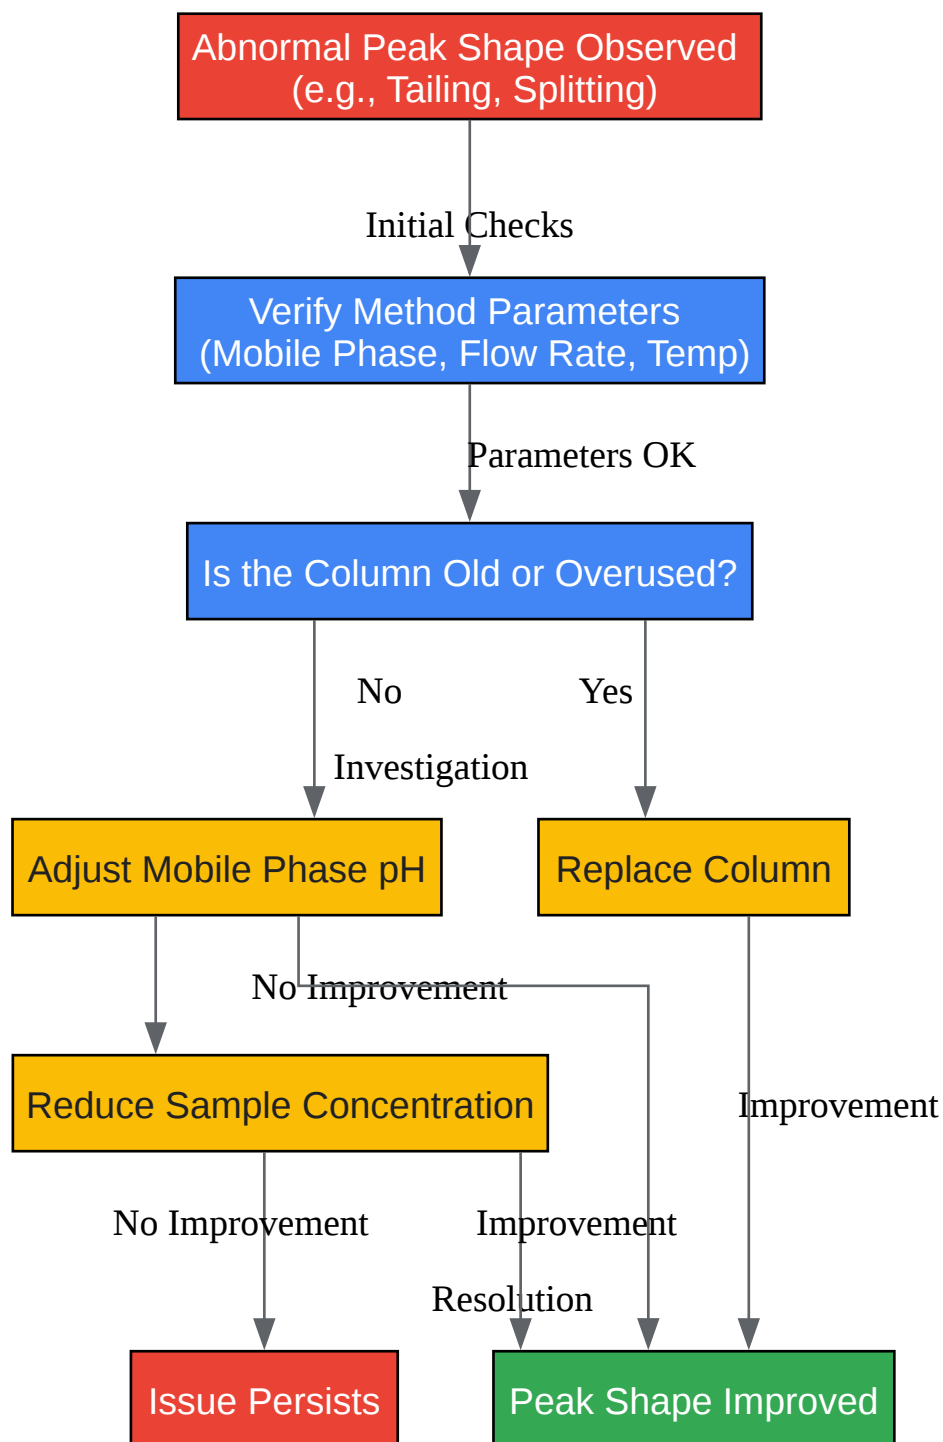 Abnormal Peak Shape Observed
(e.g., Tailing, Splitting)
Initial Checks
Verify Method Parameters
(Mobile Phase, Flow Rate, Temp)
Parameters OK
Is the Column Old or Overused?
No
Yes
Investigation
Adjust Mobile Phase pH
Replace Column
No Improvement
Reduce Sample Concentration
Improvement
No Improvement
Improvement
Resolution
Issue Persists
Peak Shape Improved